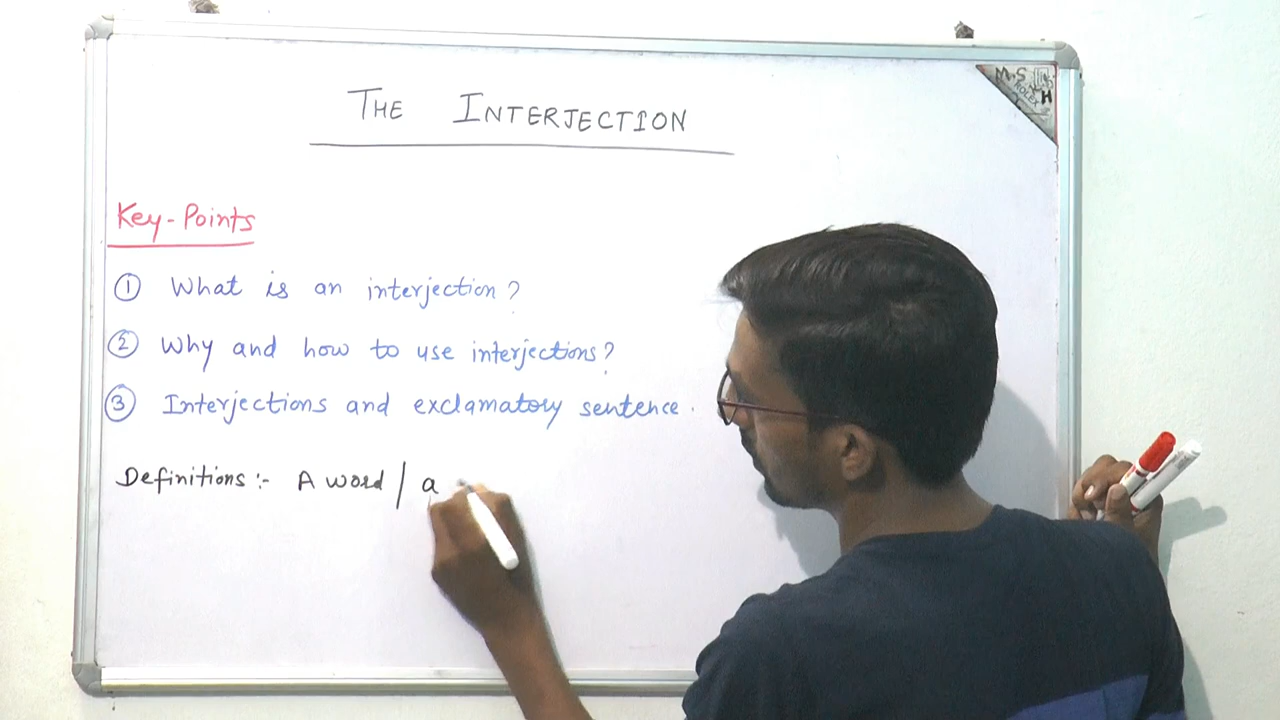 THE INTERJECTION
M.S
H
Key-Points
① What is an interjection?
② Why and how to use interjections?
③ Interjections and exclamatory sentence.
Definitions :- A word / a